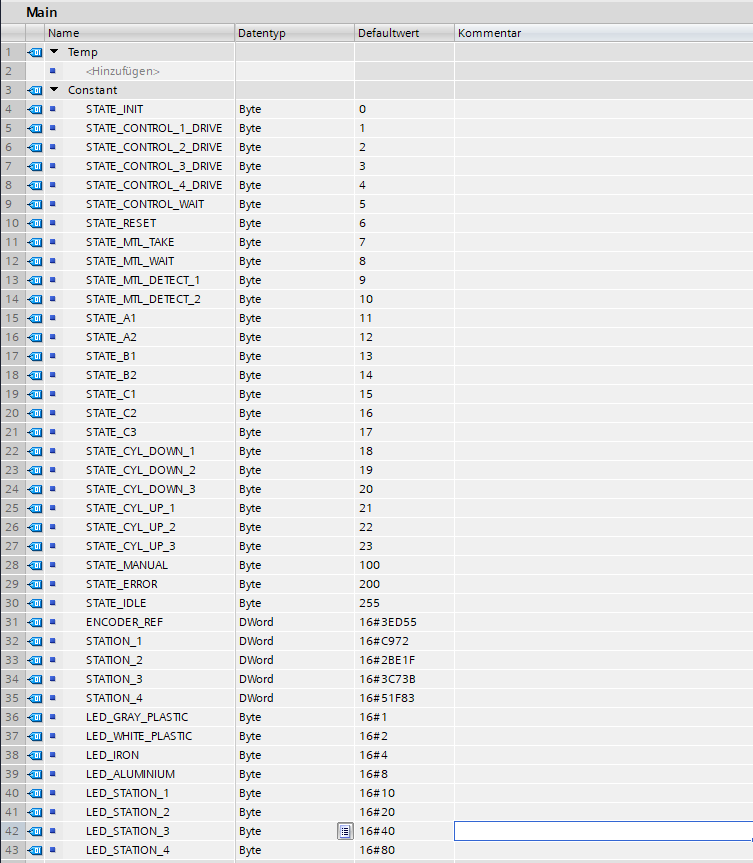 Main
Name Datentyp Defaultwert Kommentar
1 Temp
2 <Hinzufügen>
3 Constant
4 STATE_INIT Byte 0
5 STATE_CONTROL_1_DRIVE Byte 1
6 STATE_CONTROL_2_DRIVE Byte 2
7 STATE_CONTROL_3_DRIVE Byte 3
8 STATE_CONTROL_4_DRIVE Byte 4
9 STATE_CONTROL_WAIT Byte 5
10 STATE_RESET Byte 6
11 STATE_MTL_TAKE Byte 7
12 STATE_MTL_WAIT Byte 8
13 STATE_MTL_DETECT_1 Byte 9
14 STATE_MTL_DETECT_2 Byte 10
15 STATE_A1 Byte 11
16 STATE_A2 Byte 12
17 STATE_B1 Byte 13
18 STATE_B2 Byte 14
19 STATE_C1 Byte 15
20 STATE_C2 Byte 16
21 STATE_C3 Byte 17
22 STATE_CYL_DOWN_1 Byte 18
23 STATE_CYL_DOWN_2 Byte 19
24 STATE_CYL_DOWN_3 Byte 20
25 STATE_CYL_UP_1 Byte 21
26 STATE_CYL_UP_2 Byte 22
27 STATE_CYL_UP_3 Byte 23
28 STATE_MANUAL Byte 100
29 STATE_ERROR Byte 200
30 STATE_IDLE Byte 255
31 ENCODER_REF DWord 16#3ED55
32 STATION_1 DWord 16#C972
33 STATION_2 DWord 16#2BE1F
34 STATION_3 DWord 16#3C73B
35 STATION_4 DWord 16#51F83
36 LED_GRAY_PLASTIC Byte 16#1
37 LED_WHITE_PLASTIC Byte 16#2
38 LED_IRON Byte 16#4
39 LED_ALUMINIUM Byte 16#8
40 LED_STATION_1 Byte 16#10
41 LED_STATION_2 Byte 16#20
42 LED_STATION_3 Byte 16#40
43 LED_STATION_4 Byte 16#80